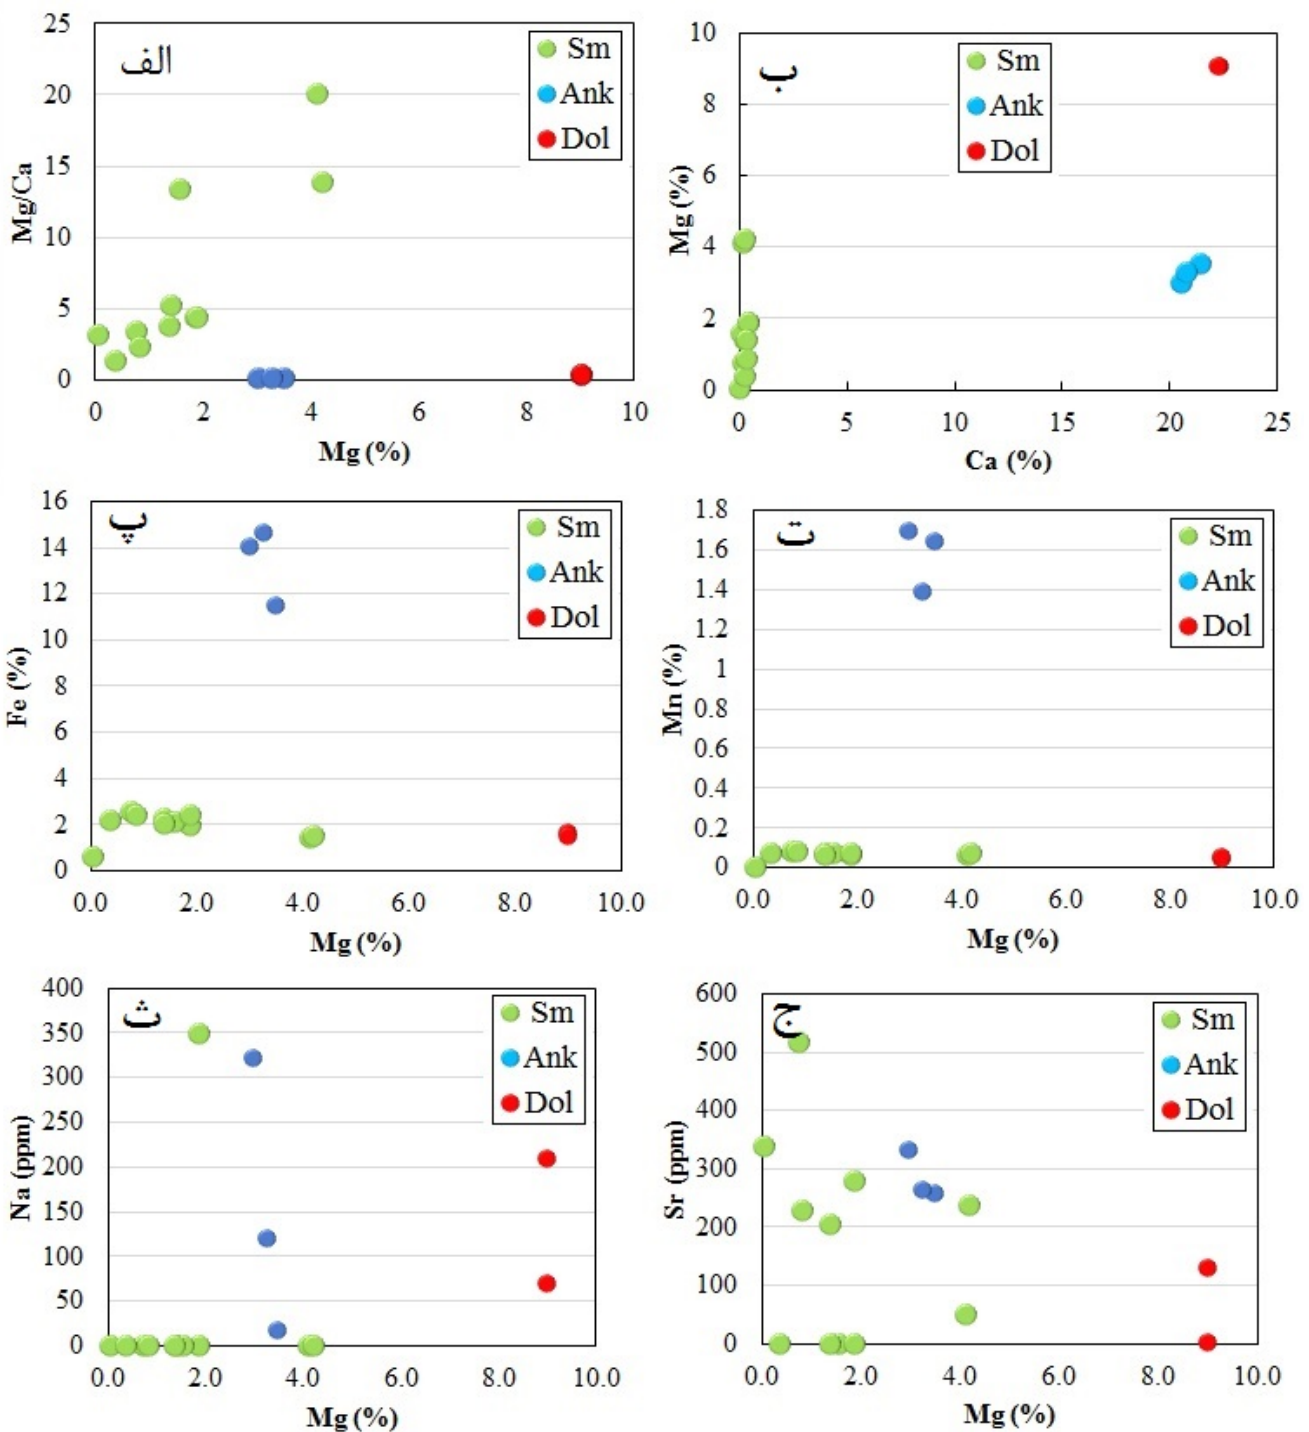 الف
25
20
15
10
5
0
Mg/Ca
Sm
Ank
Dol
0 2 4 6 8 10
Mg (%)
ب
10
8
6
4
2
0
Mg (%)
Sm
Ank
Dol
0 5 10 15 20 25
Ca (%)
پ
16
14
12
10
8
6
4
2
0
Fe (%)
Sm
Ank
Dol
0.0 2.0 4.0 6.0 8.0 10.0
Mg (%)
ت
1.8
1.6
1.4
1.2
1
0.8
0.6
0.4
0.2
0
Mn (%)
Sm
Ank
Dol
0.0 2.0 4.0 6.0 8.0 10.0
Mg (%)
ث
400
350
300
250
200
150
100
50
0
Na (ppm)
Sm
Ank
Dol
0.0 2.0 4.0 6.0 8.0 10.0
Mg (%)
ج
600
500
400
300
200
100
0
Sr (ppm)
Sm
Ank
Dol
0.0 2.0 4.0 6.0 8.0 10.0
Mg (%)